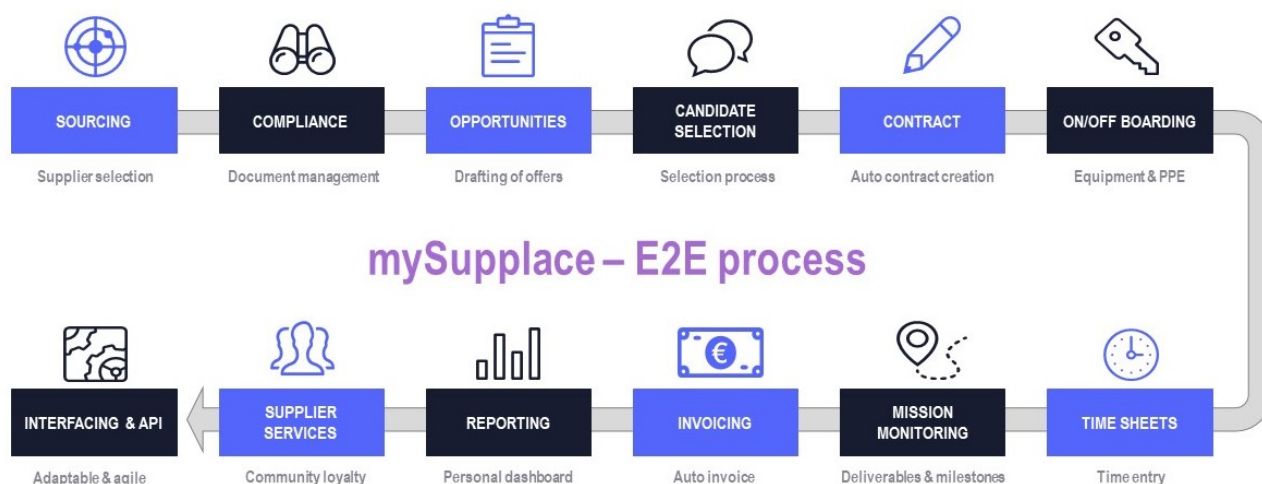 SOURCING
COMPLIANCE
OPPORTUNITIES
CANDIDATE
SELECTION
CONTRACT
ON/OFF BOARDING
Supplier selection
Document management
Drafting of offers
Selection process
Auto contract creation
Equipment & PPE
mySupplace – E2E process
€
INTERFACING & API
SUPPLIER
SERVICES
REPORTING
INVOICING
MISSION
MONITORING
TIME SHEETS
Adaptable & agile
Community loyalty
Personal dashboard
Auto invoice
Deliverables & milestones
Time entry